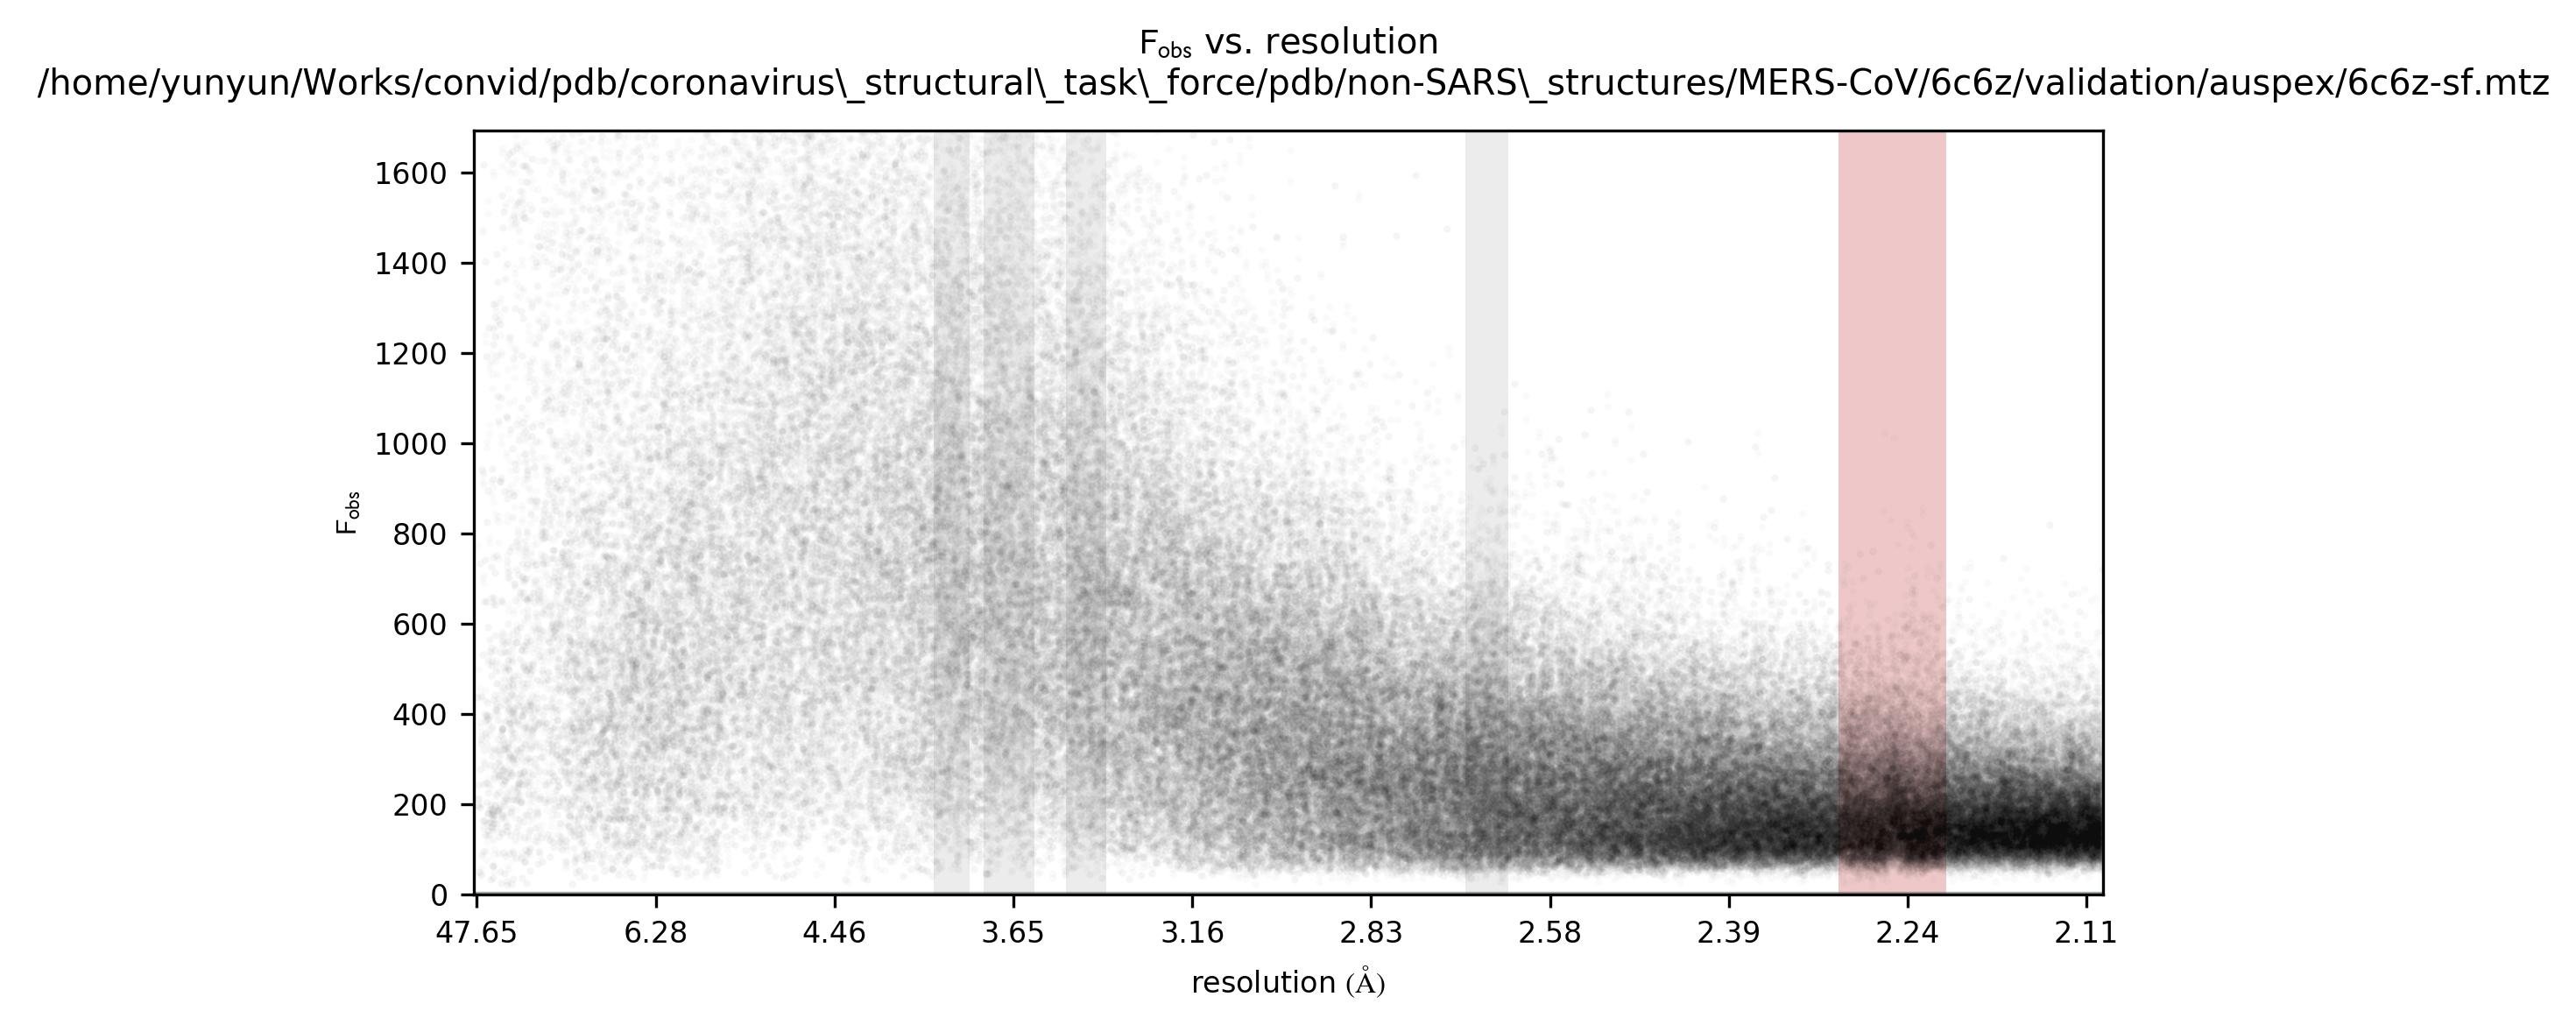 Fobs vs. resolution
/home/yunyun/Works/convid/pdb/coronavirus\_structural\_task\_force/pdb/non-SARS\_structures/MERS-CoV/6c6z/validation/auspex/6c6z-sf.mtz
1600
1400
1200
1000
800
600
400
200
0
Fobs
47.65 6.28 4.46 3.65 3.16 2.83 2.58 2.39 2.24 2.11
resolution (Å)